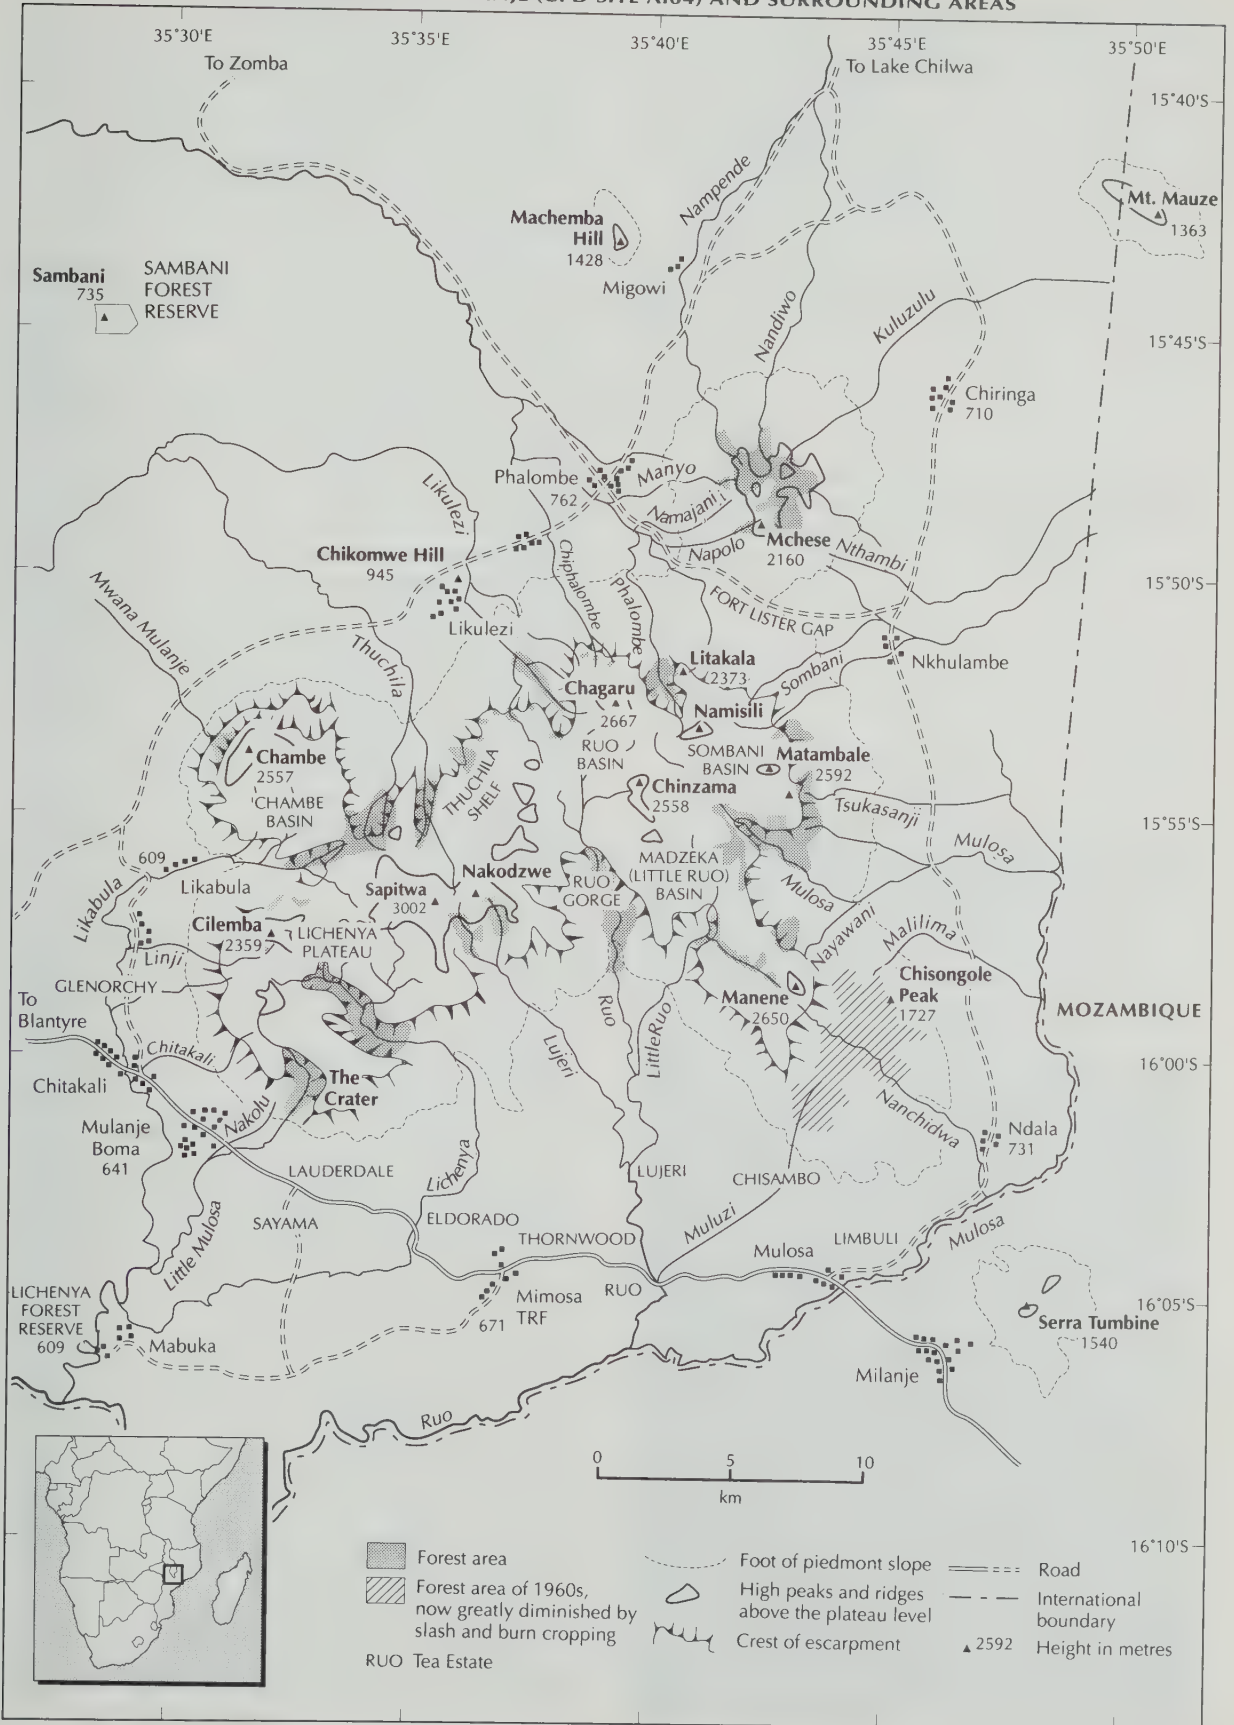 AND SURROUNDING AREAS
35°30'E
35°35'E
35°40'E
35°45'E
35°50'E
To Zomba
To Lake Chilwa
15°40'S
Nampende
Machemba
Hill
1428
Mt. Mauze
1363
Migowi
Sambani
735
SAMBANI
FOREST
RESERVE
Nandiwo
Kuluzulu
15°45'S
Chiringa
710
Phalombe
762
Manyo
Likulezi
Namajani
Mchese
2160
Napolo
Nthambi
Chikomwe Hill
945
Chiphalombe
Phalombe
FORT LISTER GAP
15°50'S
Mwana Mulanje
Likulezi
Thuchila
Nkhulambe
Litakala
2373
Sombani
Chagaru
2667
Namisili
RUO
BASIN
SOMBANI
BASIN
Matambale
2592
Chambe
2557
CHAMBE
BASIN
THUCHILA
SHELF
Chinzama
2558
Tsukasanji
15°55'S
609
Likabula
Likabula
MADZEKA
(LITTLE RUO)
BASIN
Mulosa
Mulosa
Nakodzwe
Sapitwa
3002
RUO
GORGE
Cilemba
2359
LICHENYA
PLATEAU
Linji
Nayawani
Malilima
GLENORCHY
Chisongole
Peak
1727
Manene
2650
MOZAMBIQUE
To
Blantyre
Ruo
LittleRuo
Lujeri
Chitakali
Chitakali
16°00'S
The
Crater
Nakolu
Mulanje
Boma
641
Nanchidwa
Ndala
731
LAUDERDALE
Lichenya
LUJERI
CHISAMBO
SAYAMA
ELDORADO
Little Mulosa
THORNWOOD
Muluzi
Mulosa
LIMBULI
Mulosa
LICHENYA
FOREST
RESERVE
609
Mimosa
TRF
671
RUO
16°05'S
Serra Tumbine
1540
Mabuka
Milanje
Ruo
0
5
10
km
16°10'S
Forest area
Forest area of 1960s,
now greatly diminished by
slash and burn cropping
RUO Tea Estate
Foot of piedmont slope
High peaks and ridges
above the plateau level
Crest of escarpment
Road
International
boundary
2592 Height in metres